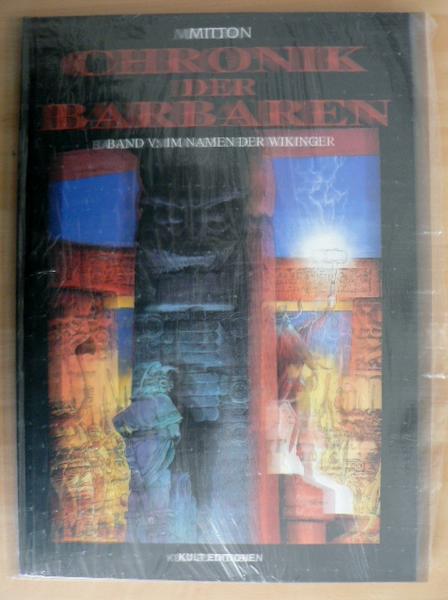 MITTON
CHRONIK
DER
BARBAREN
BAND V: IM NAMEN DER WIKINGER
KULT EDITIONEN